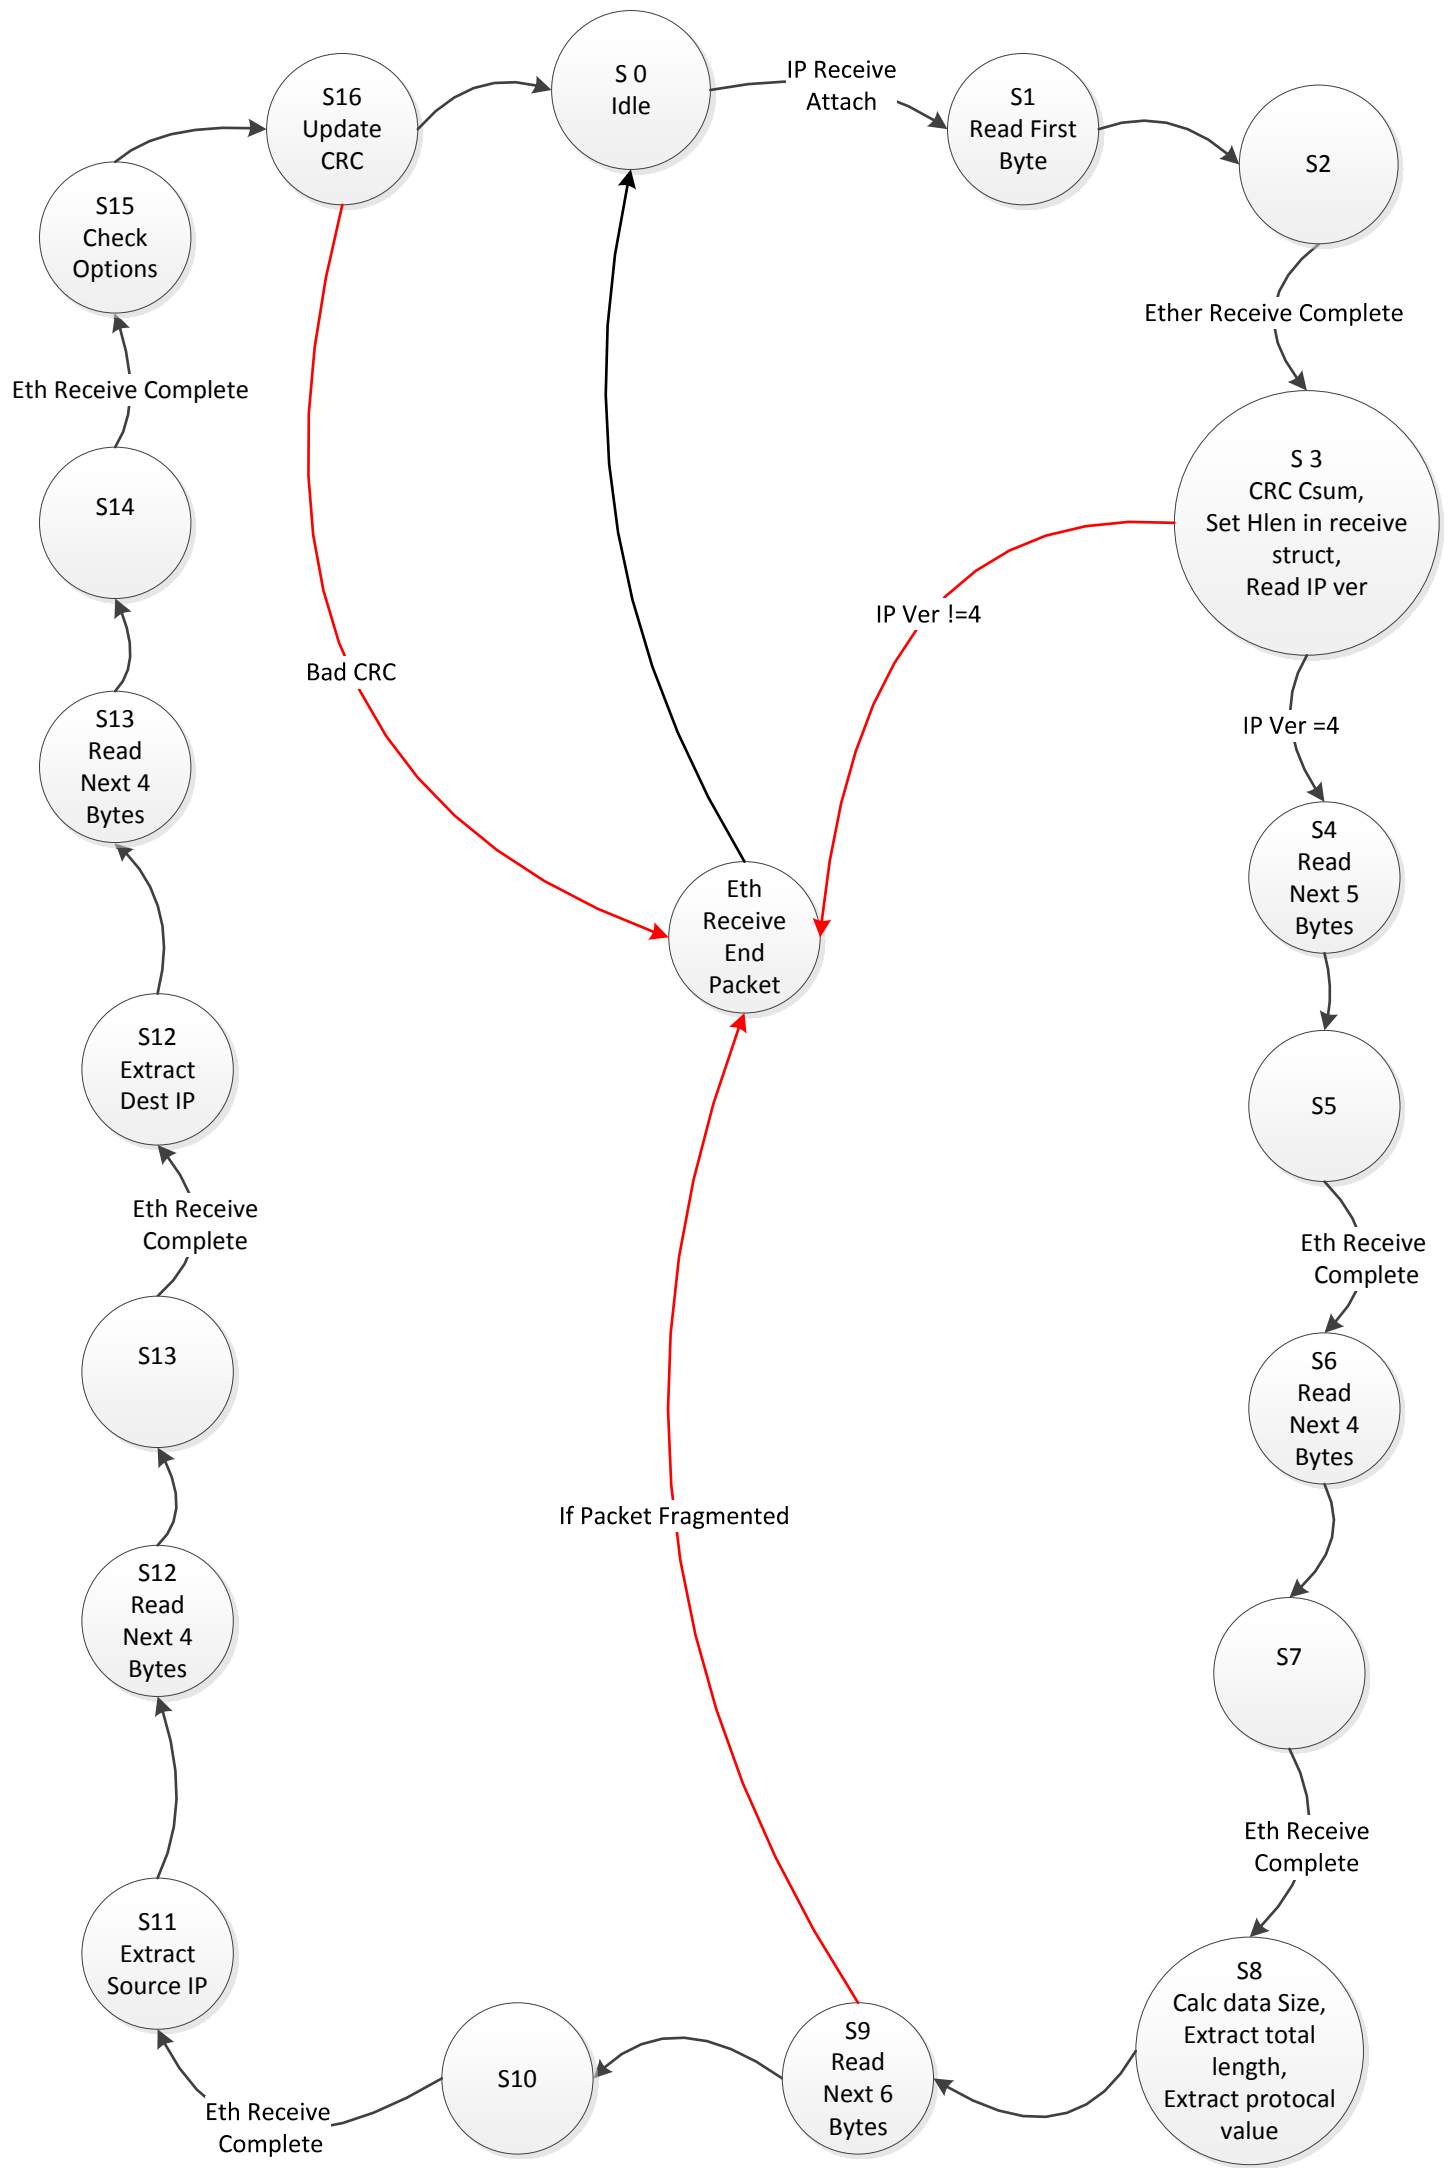 S 0
Idle
IP Receive
Attach
S1
Read First
Byte
S2
Ether Receive Complete
S 3
CRC Csum,
Set Hlen in receive
struct,
Read IP ver
IP Ver !=4
IP Ver =4
S4
Read
Next 5
Bytes
S5
Eth Receive
Complete
S6
Read
Next 4
Bytes
S7
Eth Receive
Complete
S8
Calc data Size,
Extract total
length,
Extract protocal
value
S9
Read
Next 6
Bytes
If Packet Fragmented
S10
Eth Receive
Complete
S11
Extract
Source IP
S12
Read
Next 4
Bytes
S13
Eth Receive
Complete
S12
Extract
Dest IP
S13
Read
Next 4
Bytes
S14
Eth Receive Complete
S15
Check
Options
S16
Update
CRC
Bad CRC
Eth
Receive
End
Packet